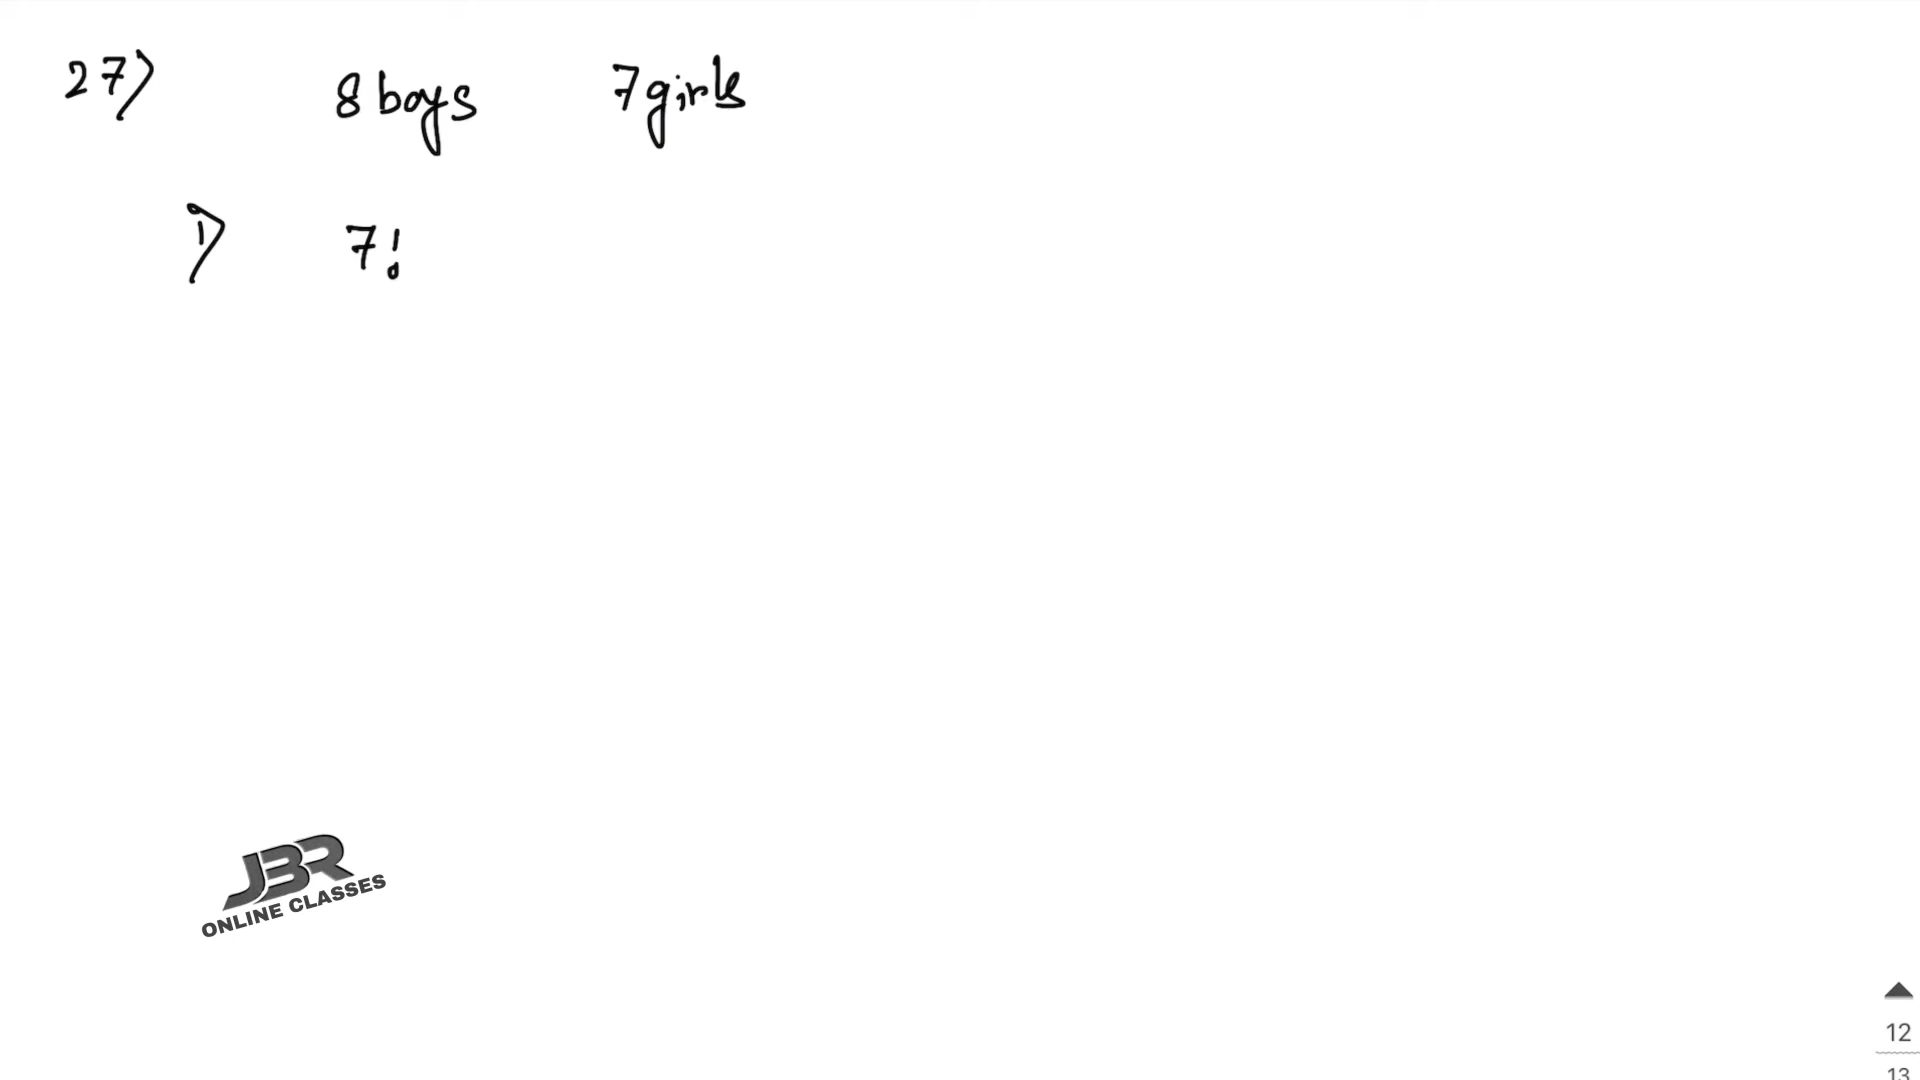 27) 8 boys 7 girls
1) 7!
JBR
ONLINE CLASSES
12
13